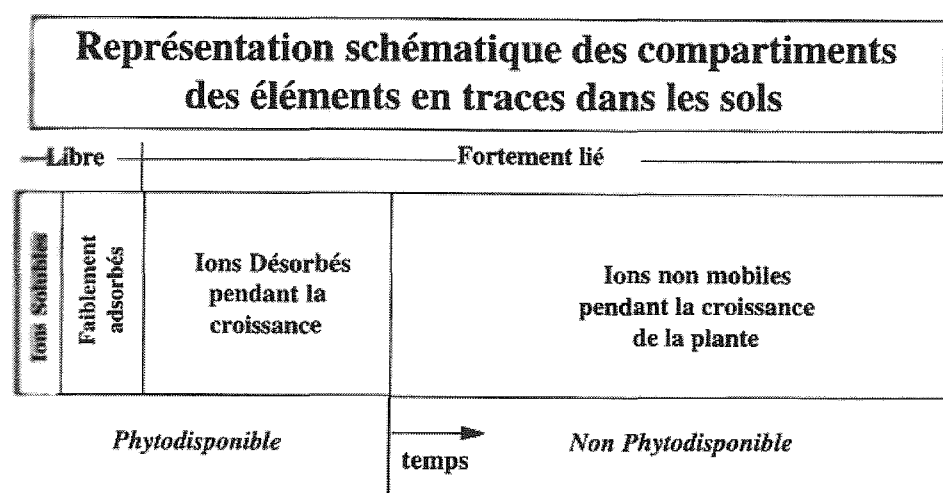 Représentation schématique des compartiments
des éléments en traces dans les sols
Libre
Fortement lié
Ions Solubles
Faiblement
adsorbés
Ions Désorbés
pendant la
croissance
Ions non mobiles
pendant la croissance
de la plante
Phytodisponible
temps
Non Phytodisponible